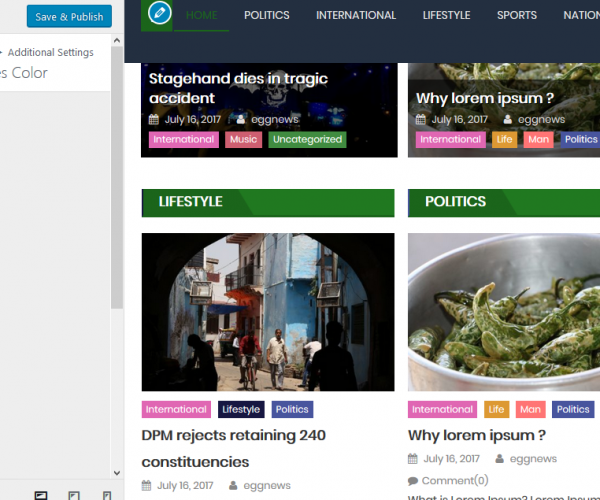 Save & Publish
Additional Settings
es Color
HOME POLITICS INTERNATIONAL LIFESTYLE SPORTS NATION
Stagehand dies in tragic
accident
July 16, 2017 eggnews
International Music Uncategorized
Why lorem ipsum ?
July 16, 2017 eggnews
International Life Man Politics
LIFESTYLE
International Lifestyle Politics
DPM rejects retaining 240
constituencies
July 16, 2017 eggnews
POLITICS
International Life Man Politics
Why lorem ipsum ?
July 16, 2017 eggnews
Comment(0)
What is Lorem Ipsum? Lorem Ipsum